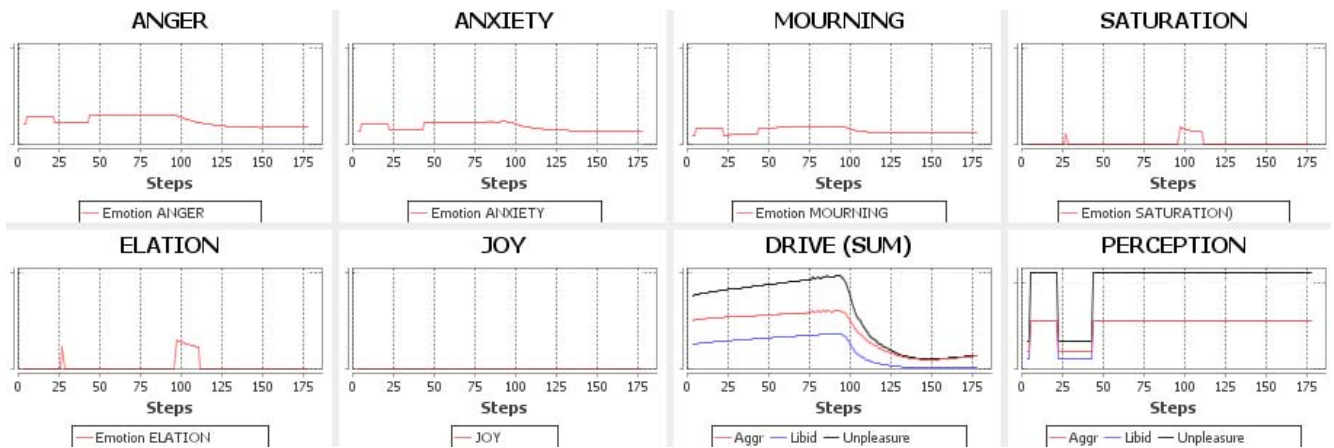 ANGER ANXIETY MOURNING SATURATION
0 25 50 75 100 125 150 175 0 25 50 75 100 125 150 175 0 25 50 75 100 125 150 175 0 25 50 75 100 125 150 175
Steps Steps Steps Steps
Emotion ANGER Emotion ANXIETY Emotion MOURNING Emotion SATURATION)
ELATION JOY DRIVE (SUM) PERCEPTION
0 25 50 75 100 125 150 175 0 25 50 75 100 125 150 175 0 25 50 75 100 125 150 175 0 25 50 75 100 125 150 175
Steps Steps Steps Steps
Emotion ELATION JOY Aggr Libid Unpleasure Aggr Libid Unpleasure